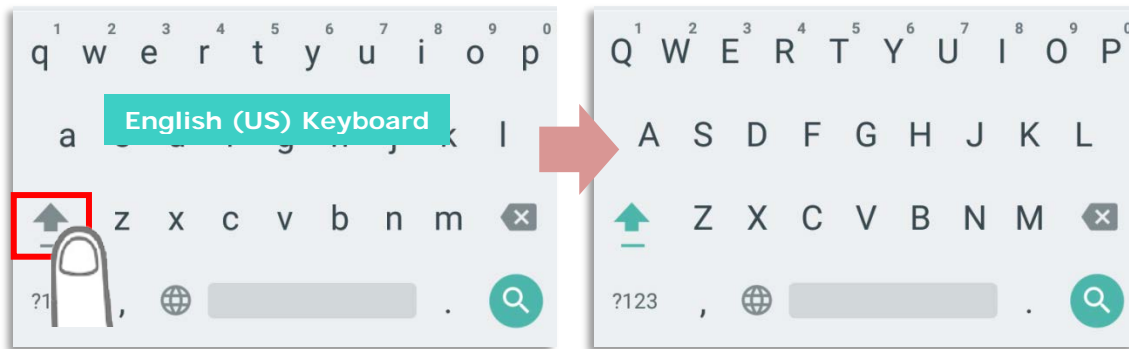 1 2 3 4 5 6 7 8 9 0
q w e r t y u i o p
English (US) Keyboard
a k l
z x c v b n m
, .
1 2 3 4 5 6 7 8 9 0
Q W E R T Y U I O P
A S D F G H J K L
Z X C V B N M
?123 , .